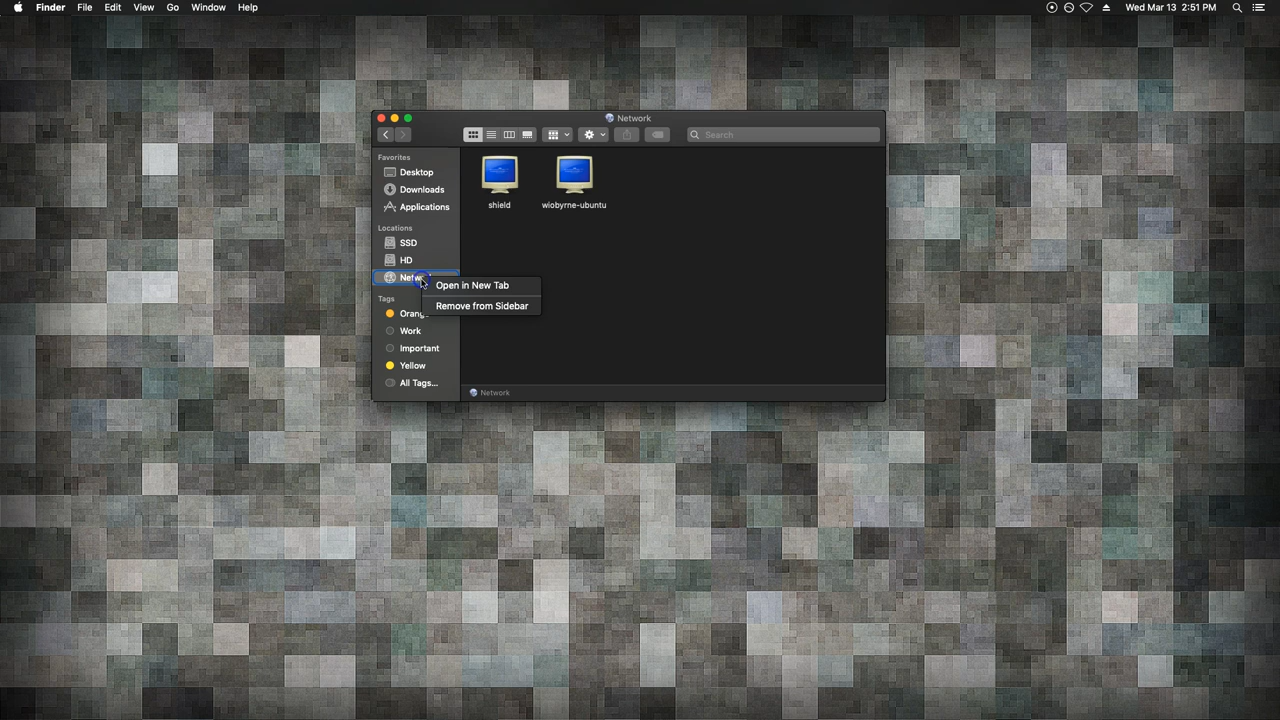 Finder File Edit View Go Window Help Wed Mar 13 2:51 PM
Network
Search
Favorites
Desktop
Downloads
Applications
Locations
SSD
HD
Open in New Tab
Remove from Sidebar
Tags
Work
Important
Yellow
All Tags...
shield wiobyrne-ubuntu
Network